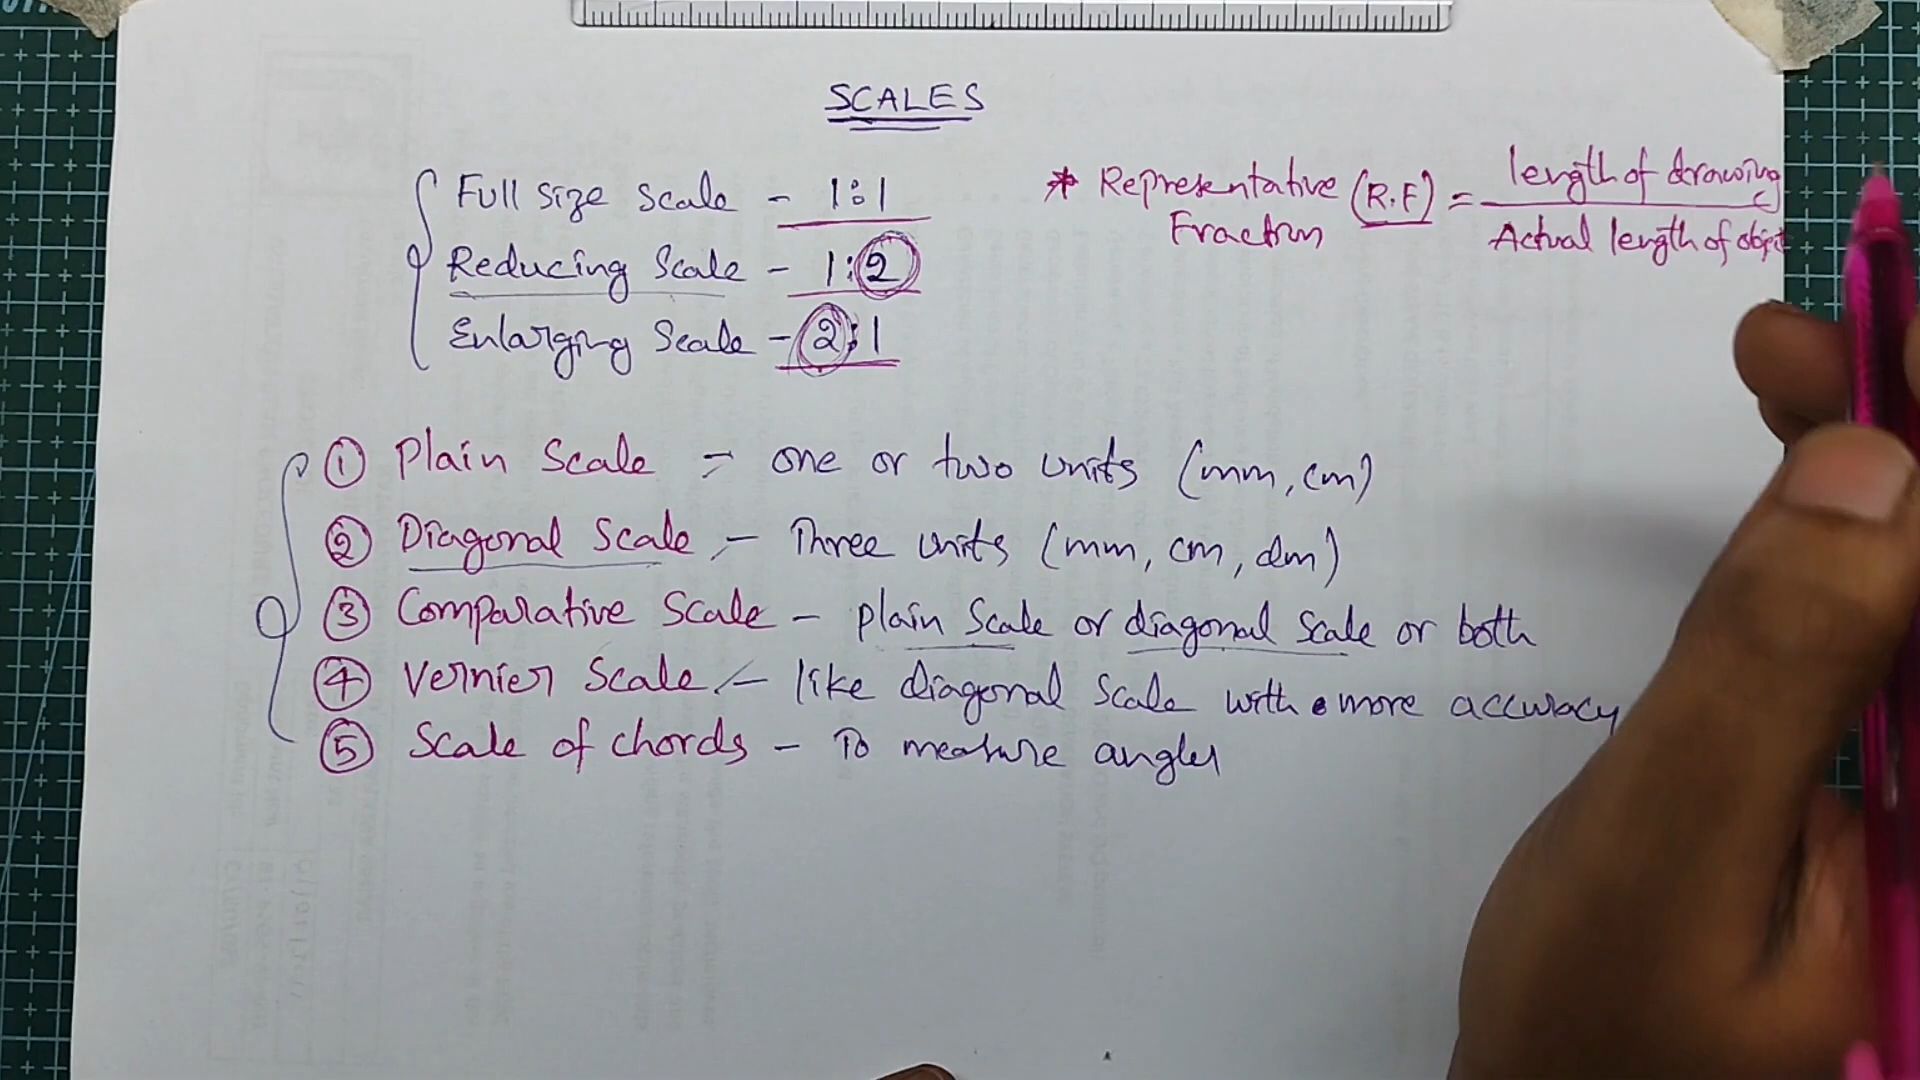 SCALES
Full size scale - 1:1
Reducing Scale - 1:2
Enlarging Scale - 2:1
* Representative (R.F) = length of drawing
Fraction Actual length of object
① Plain Scale - one or two units (mm, cm)
② Diagonal Scale - Three units (mm, cm, dm)
③ Comparative Scale - plain Scale or diagonal Scale or both
④ Vernier Scale - like diagonal Scale with more accuracy
⑤ Scale of chords - To measure angles